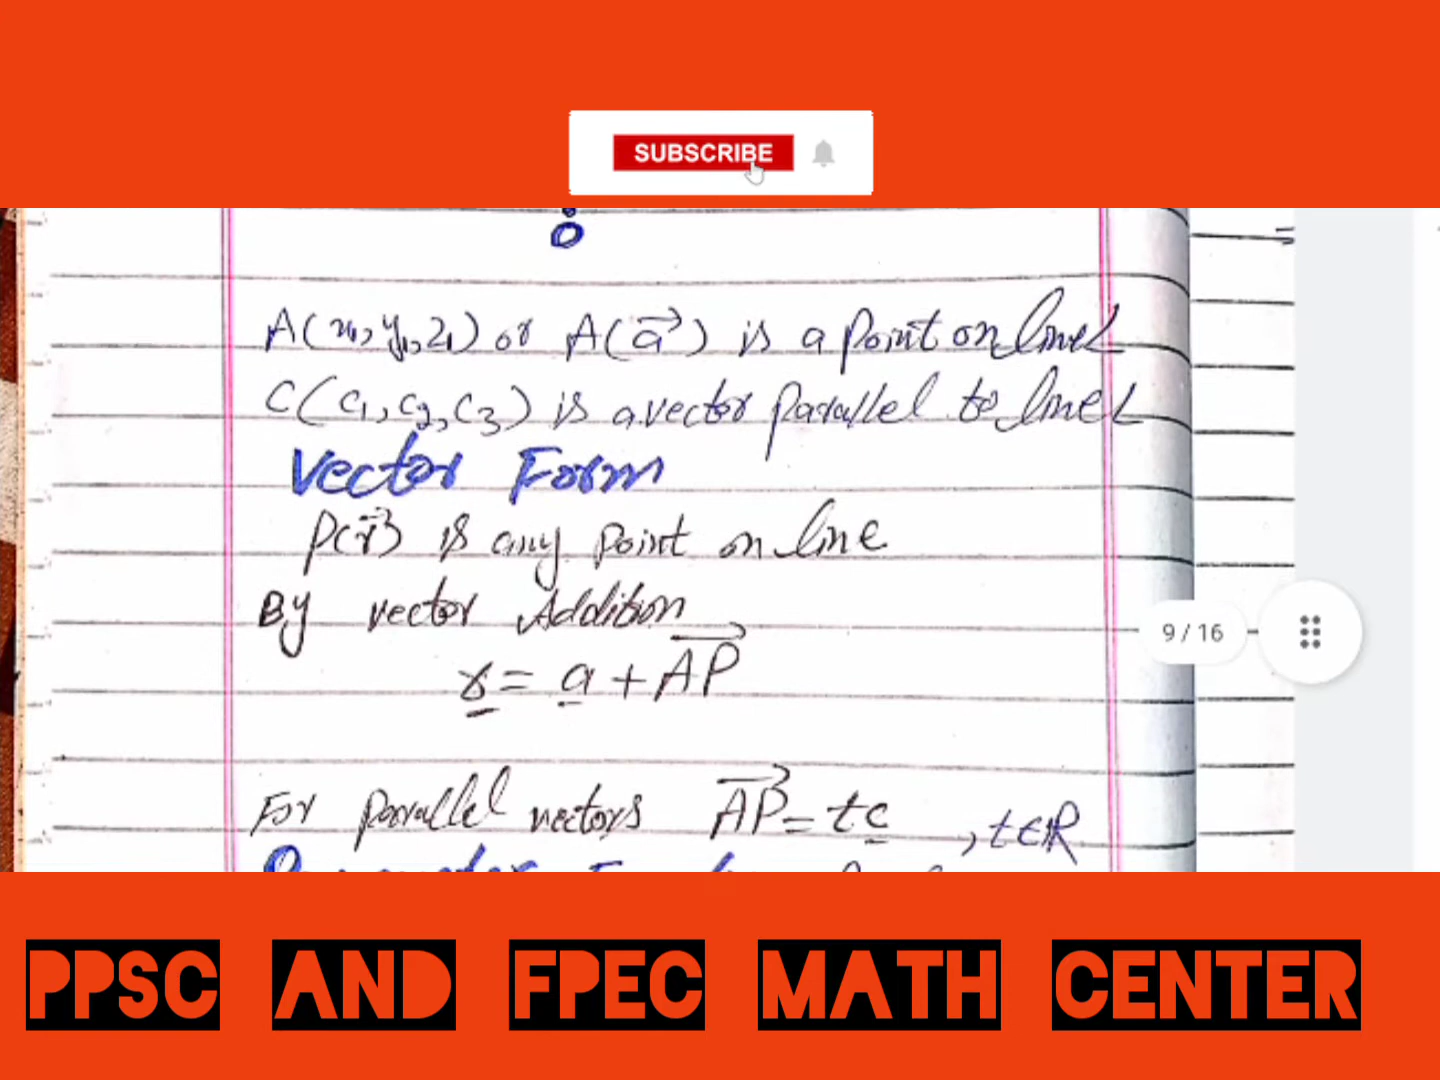 SUBSCRIBE
A(x₁, y₁, z₁) or A(a⃗) is a point on line L
C(c₁, c₂, c₃) is a vector parallel to line L
Vector Form
P(r⃗) is any point on line
By vector Addition
r = a + AP⃗
9 / 16
For parallel vectors AP⃗ = tc , t∈R
PPSC AND FPEC MATH CENTER